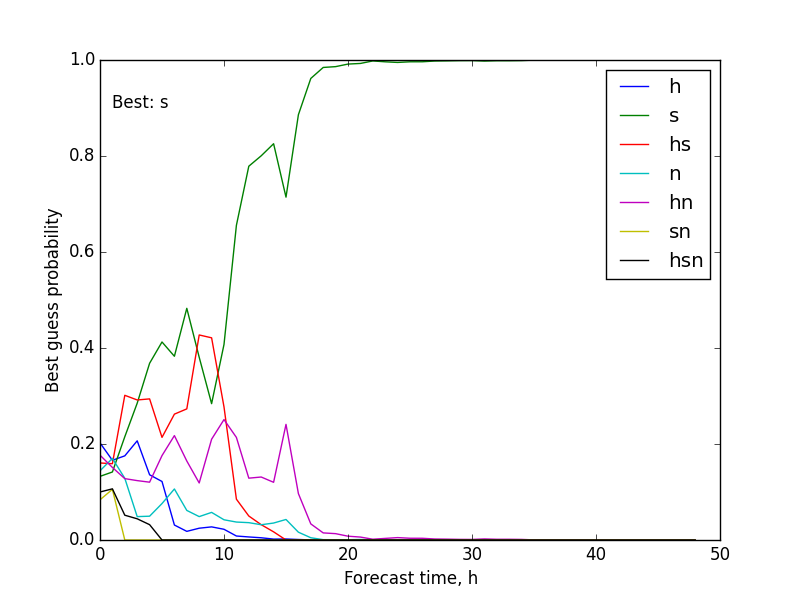 1.0
0.8
0.6
0.4
0.2
0.0
Best guess probability
Best: s
h
s
hs
n
hn
sn
hsn
0 10 20 30 40 50
Forecast time, h